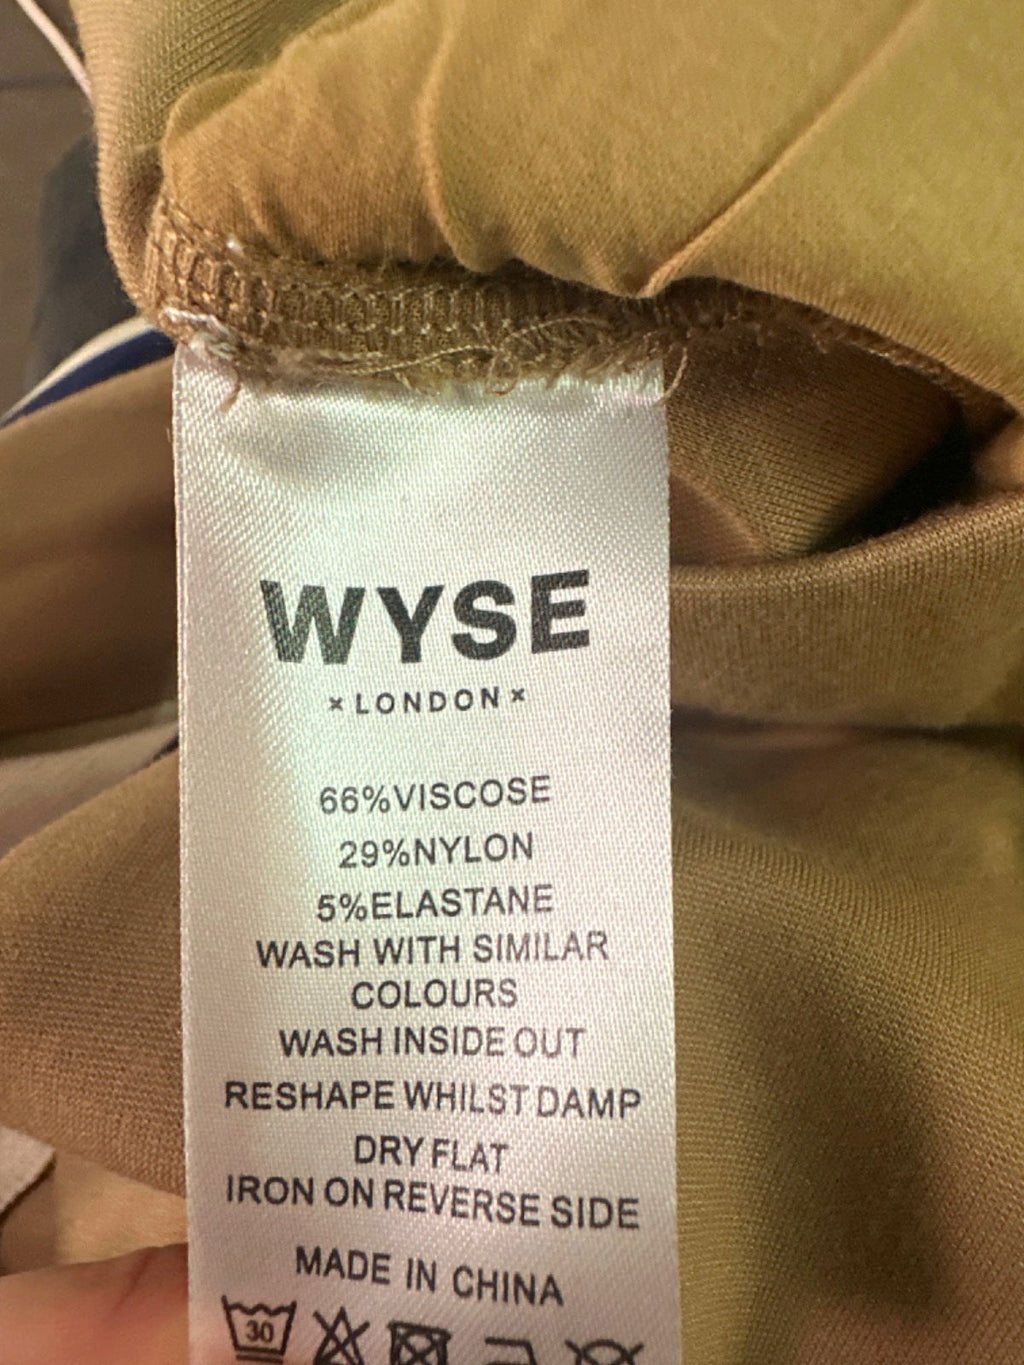 WYSE
×LONDON×
66%VISCOSE
29%NYLON
5%ELASTANE
WASH WITH SIMILAR
COLOURS
WASH INSIDE OUT
RESHAPE WHILST DAMP
DRY FLAT
IRON ON REVERSE SIDE
MADE IN CHINA
30